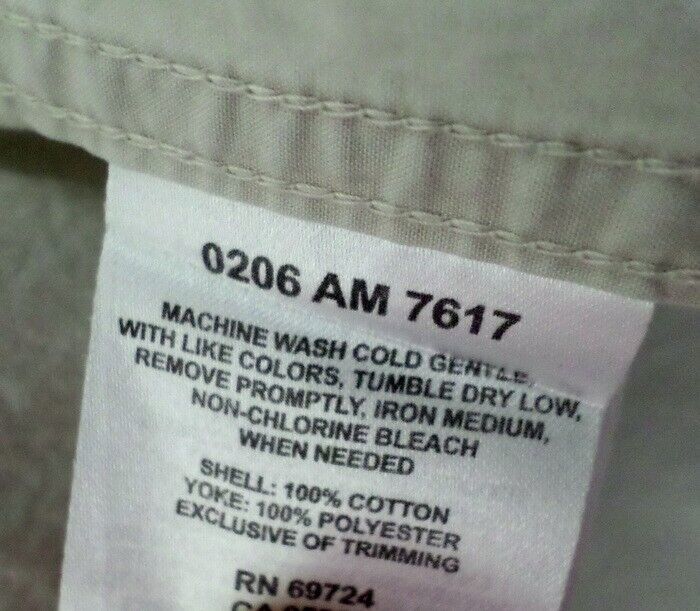 0206 AM 7617
MACHINE WASH COLD GENTLE,
WITH LIKE COLORS, TUMBLE DRY LOW,
REMOVE PROMPTLY, IRON MEDIUM,
NON-CHLORINE BLEACH
WHEN NEEDED
SHELL: 100% COTTON
YOKE: 100% POLYESTER
EXCLUSIVE OF TRIMMING
RN 69724
CA